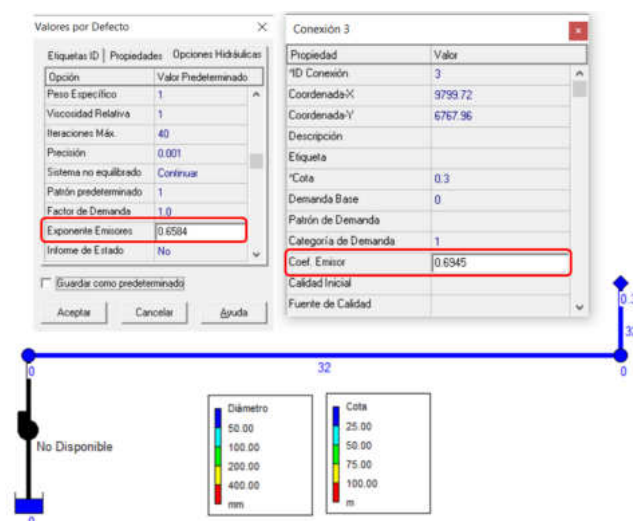 Valores por Defecto
Etiquetas ID Propiedades Opciones Hidráulicas
Opción Valor Predeterminado
Peso Específico 1
Viscosidad Relativa 1
Iteraciones Máx. 40
Precisión 0.001
Sistema no equilibrado Continuar
Patrón predeterminado 1
Factor de Demanda 1.0
Exponente Emisores 0.6584
Informe de Estado No
Guardar como predeterminado
Aceptar Cancelar Ayuda
Conexión 3
Propiedad Valor
*ID Conexión 3
Coordenada-X 9799.72
Coordenada-Y 6767.96
Descripción
Etiqueta
*Cota 0.3
Demanda Base 0
Patrón de Demanda
Categoría de Demanda 1
Coef. Emisor 0.6945
Calidad Inicial
Fuente de Calidad
0
32
0
No Disponible
0
Diámetro
50.00
100.00
200.00
400.00
mm
Cota
25.00
50.00
75.00
100.00
m